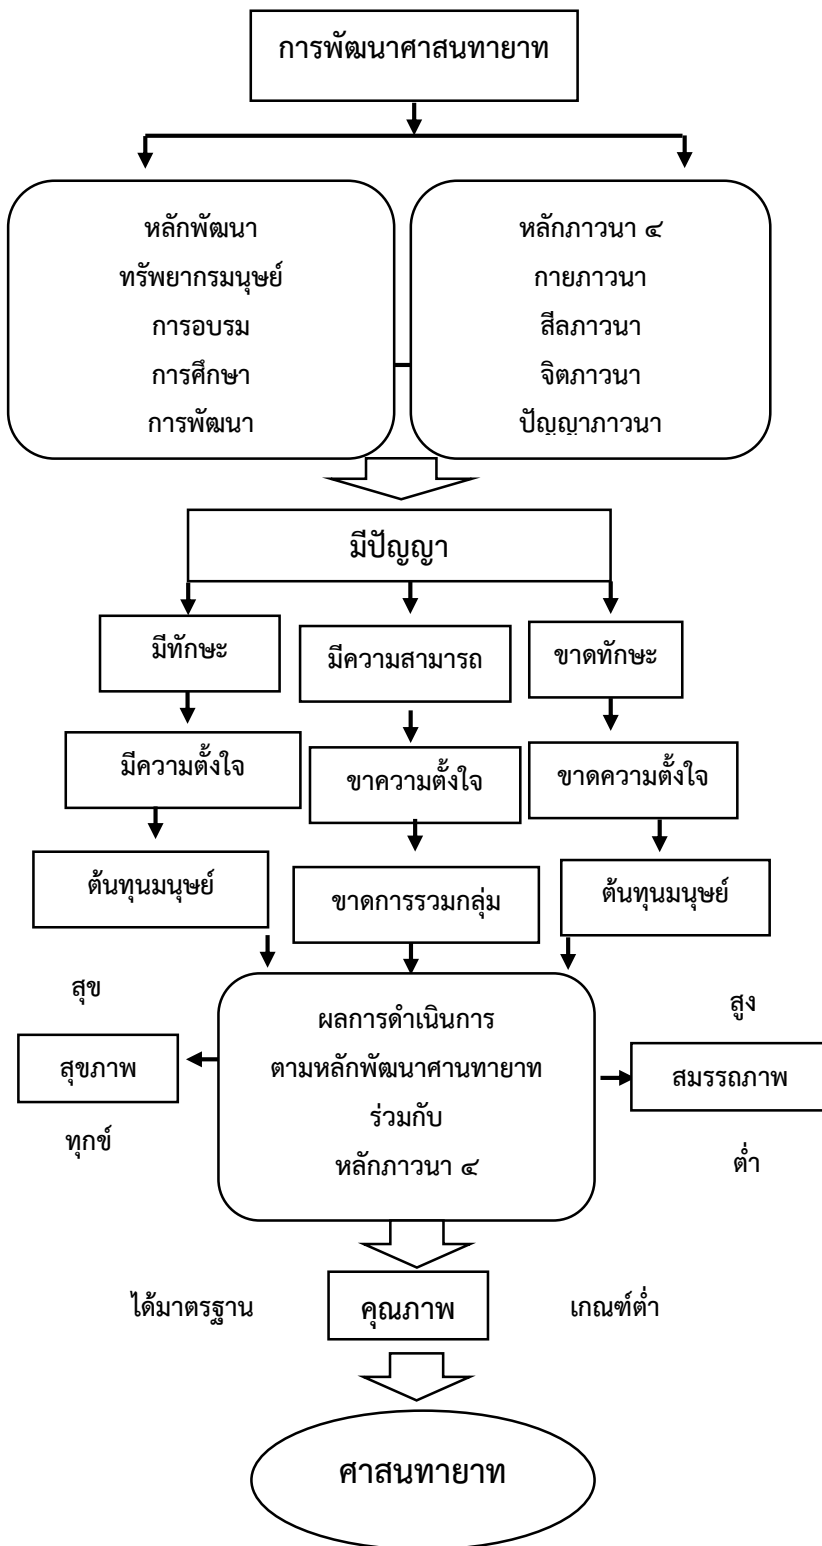 การพัฒนาศาสนทายาท
หลักพัฒนา
ทรัพยากรมนุษย์
การอบรม
การศึกษา
การพัฒนา
หลักภาวนา ๔
กายภาวนา
สีลภาวนา
จิตภาวนา
ปัญญาภาวนา
มีปัญญา
มีทักษะ
มีความสามารถ
ขาดทักษะ
มีความตั้งใจ
ขาความตั้งใจ
ขาดความตั้งใจ
ต้นทุนมนุษย์
ขาดการรวมกลุ่ม
ต้นทุนมนุษย์
สุข
สุขภาพ
ทุกข์
ผลการดำเนินการ
ตามหลักพัฒนาศานทายาท
ร่วมกับ
หลักภาวนา ๔
สูง
สมรรถภาพ
ต่ำ
ได้มาตรฐาน
คุณภาพ
เกณฑ์ต่ำ
ศาสนทายาท